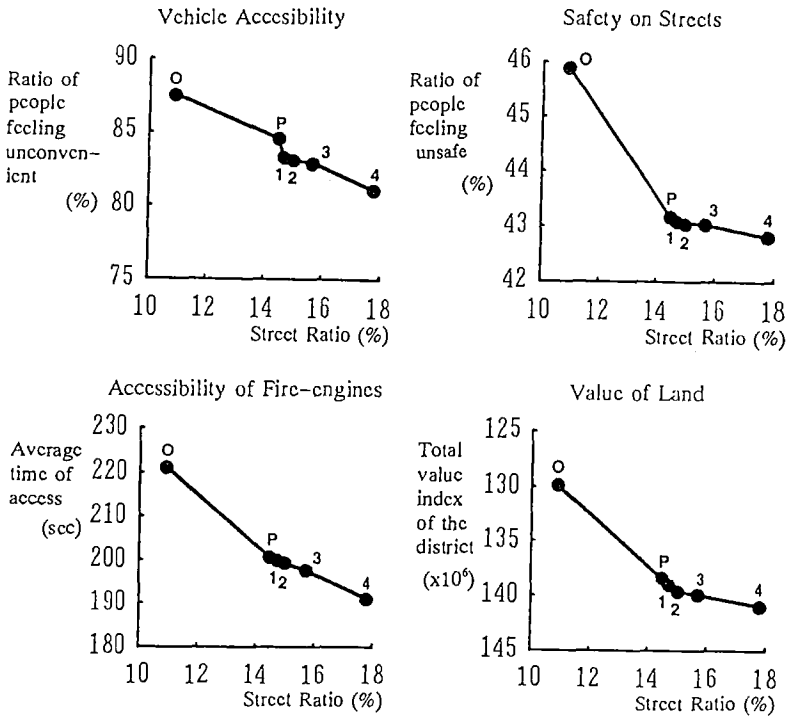 Vehicle Accesibility
Ratio of
people
feeling
unconven-
ient
(%)
90
85
80
75
O
P
1
2
3
4
10 12 14 16 18
Street Ratio (%)
Safety on Streets
Ratio of
people
feeling
unsafe
(%)
46
45
44
43
42
O
P
1
2
3
4
10 12 14 16 18
Street Ratio (%)
Accessibility of Fire-engines
Average
time of
access
(sec)
230
220
210
200
190
180
O
P
1
2
3
4
10 12 14 16 18
Street Ratio (%)
Value of Land
Total
value
index
of the
district
(x10⁶)
125
130
135
140
145
O
P
1
2
3
4
10 12 14 16 18
Street Ratio (%)